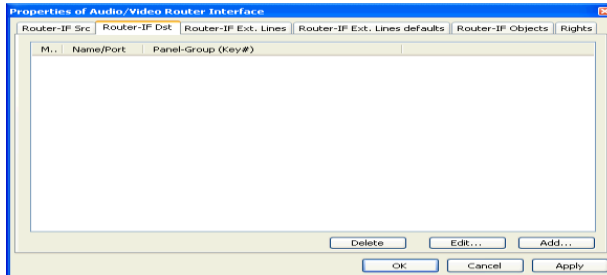 Properties of Audio/Video Router Interface
Router-IF Src Router-IF Dst Router-IF Ext. Lines Router-IF Ext. Lines defaults Router-IF Objects Rights
M.. Name/Port Panel-Group (Key#)
Delete Edit... Add...
OK Cancel Apply